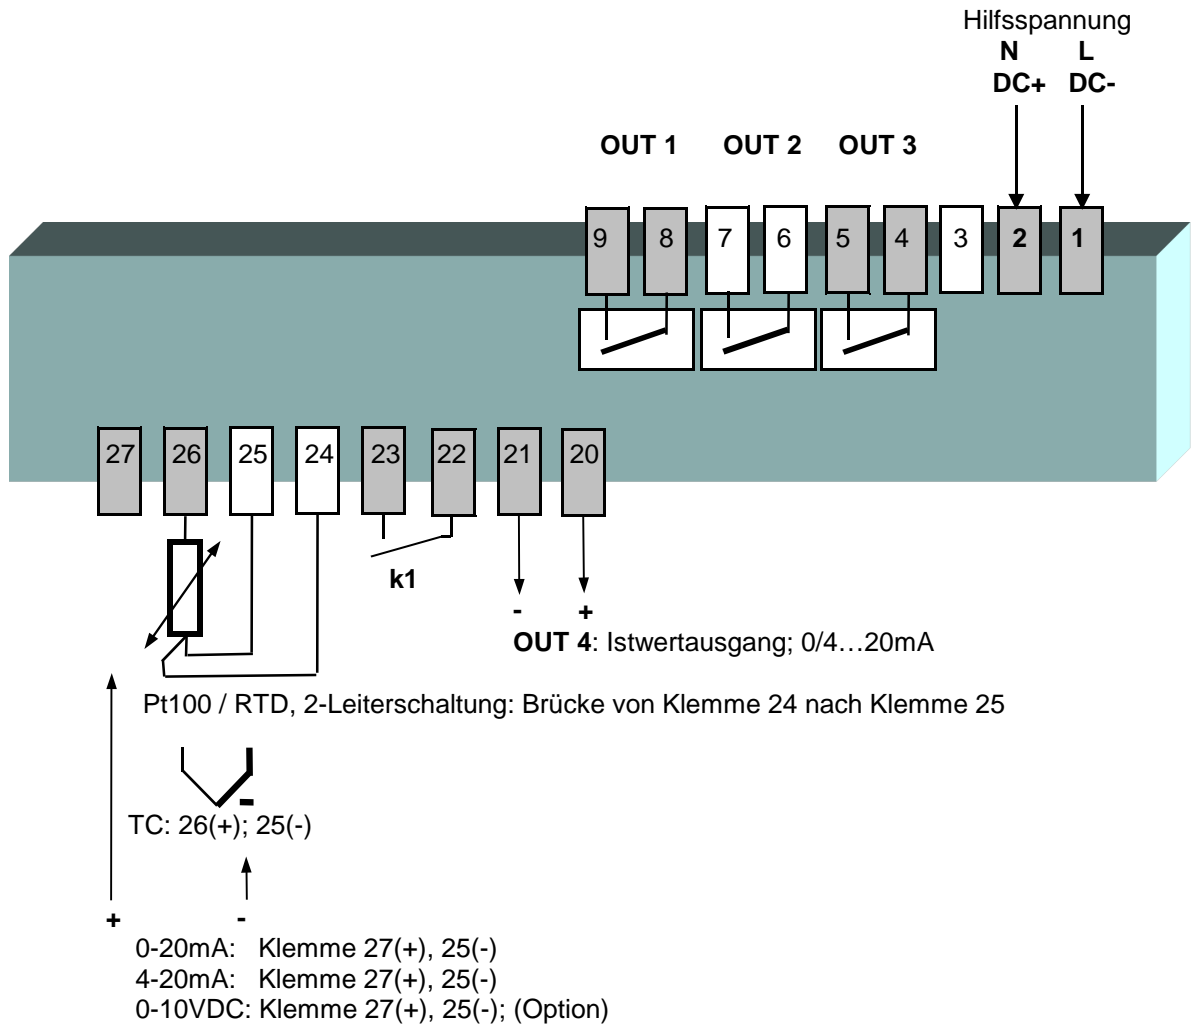 Hilfsspannung
N L
DC+ DC-
OUT 1 OUT 2 OUT 3
9 8 7 6 5 4 3 2 1
27 26 25 24 23 22 21 20
k1
- +
OUT 4: Istwertausgang; 0/4…20mA
Pt100 / RTD, 2-Leiterschaltung: Brücke von Klemme 24 nach Klemme 25
TC: 26(+); 25(-)
+ -
0-20mA: Klemme 27(+), 25(-)
4-20mA: Klemme 27(+), 25(-)
0-10VDC: Klemme 27(+), 25(-); (Option)